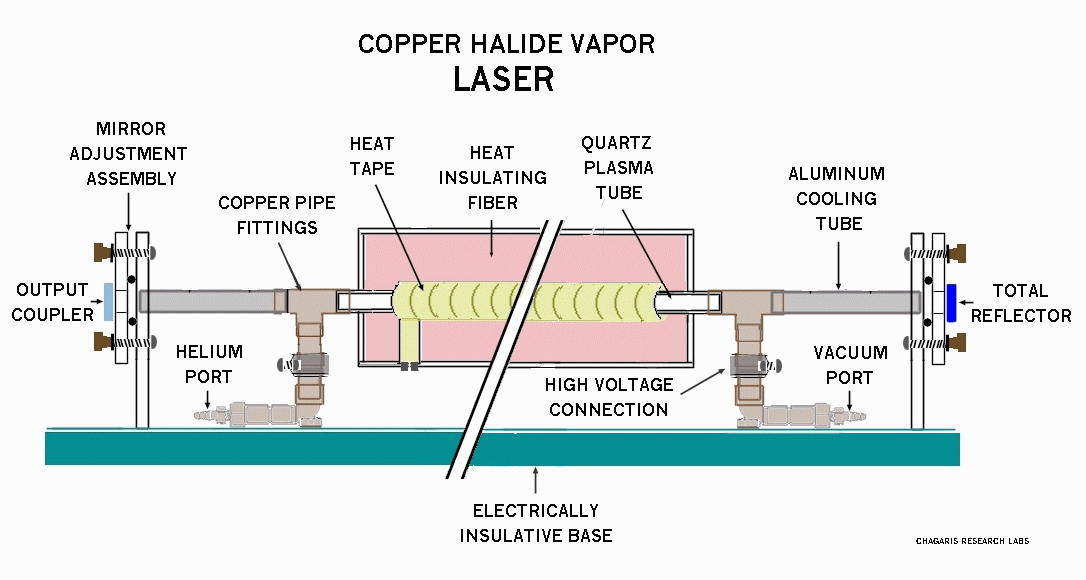 COPPER HALIDE VAPOR
LASER
MIRROR
ADJUSTMENT
ASSEMBLY
HEAT
TAPE
HEAT
INSULATING
FIBER
QUARTZ
PLASMA
TUBE
ALUMINUM
COOLING
TUBE
COPPER PIPE
FITTINGS
OUTPUT
COUPLER
TOTAL
REFLECTOR
HELIUM
PORT
HIGH VOLTAGE
CONNECTION
VACUUM
PORT
ELECTRICALLY
INSULATIVE BASE
CHAGARIS RESEARCH LABS